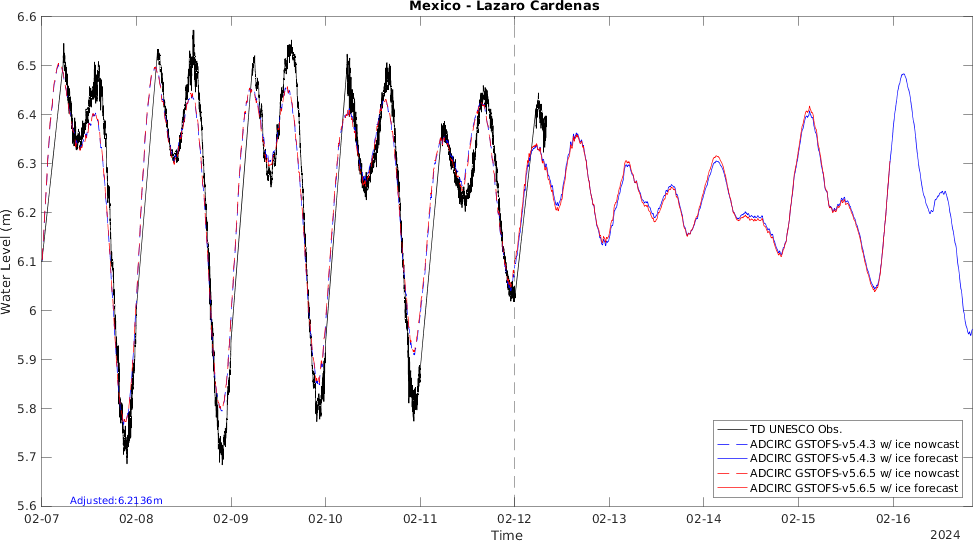 Mexico - Lazaro Cardenas
6.6
6.5
6.4
6.3
6.2
6.1
6
5.9
5.8
5.7
5.6
Water Level (m)
Adjusted:6.2136m
TD UNESCO Obs.
ADCIRC GSTOFS-v5.4.3 w/ ice nowcast
ADCIRC GSTOFS-v5.4.3 w/ ice forecast
ADCIRC GSTOFS-v5.6.5 w/ ice nowcast
ADCIRC GSTOFS-v5.6.5 w/ ice forecast
02-07 02-08 02-09 02-10 02-11 02-12 02-13 02-14 02-15 02-16
Time
2024